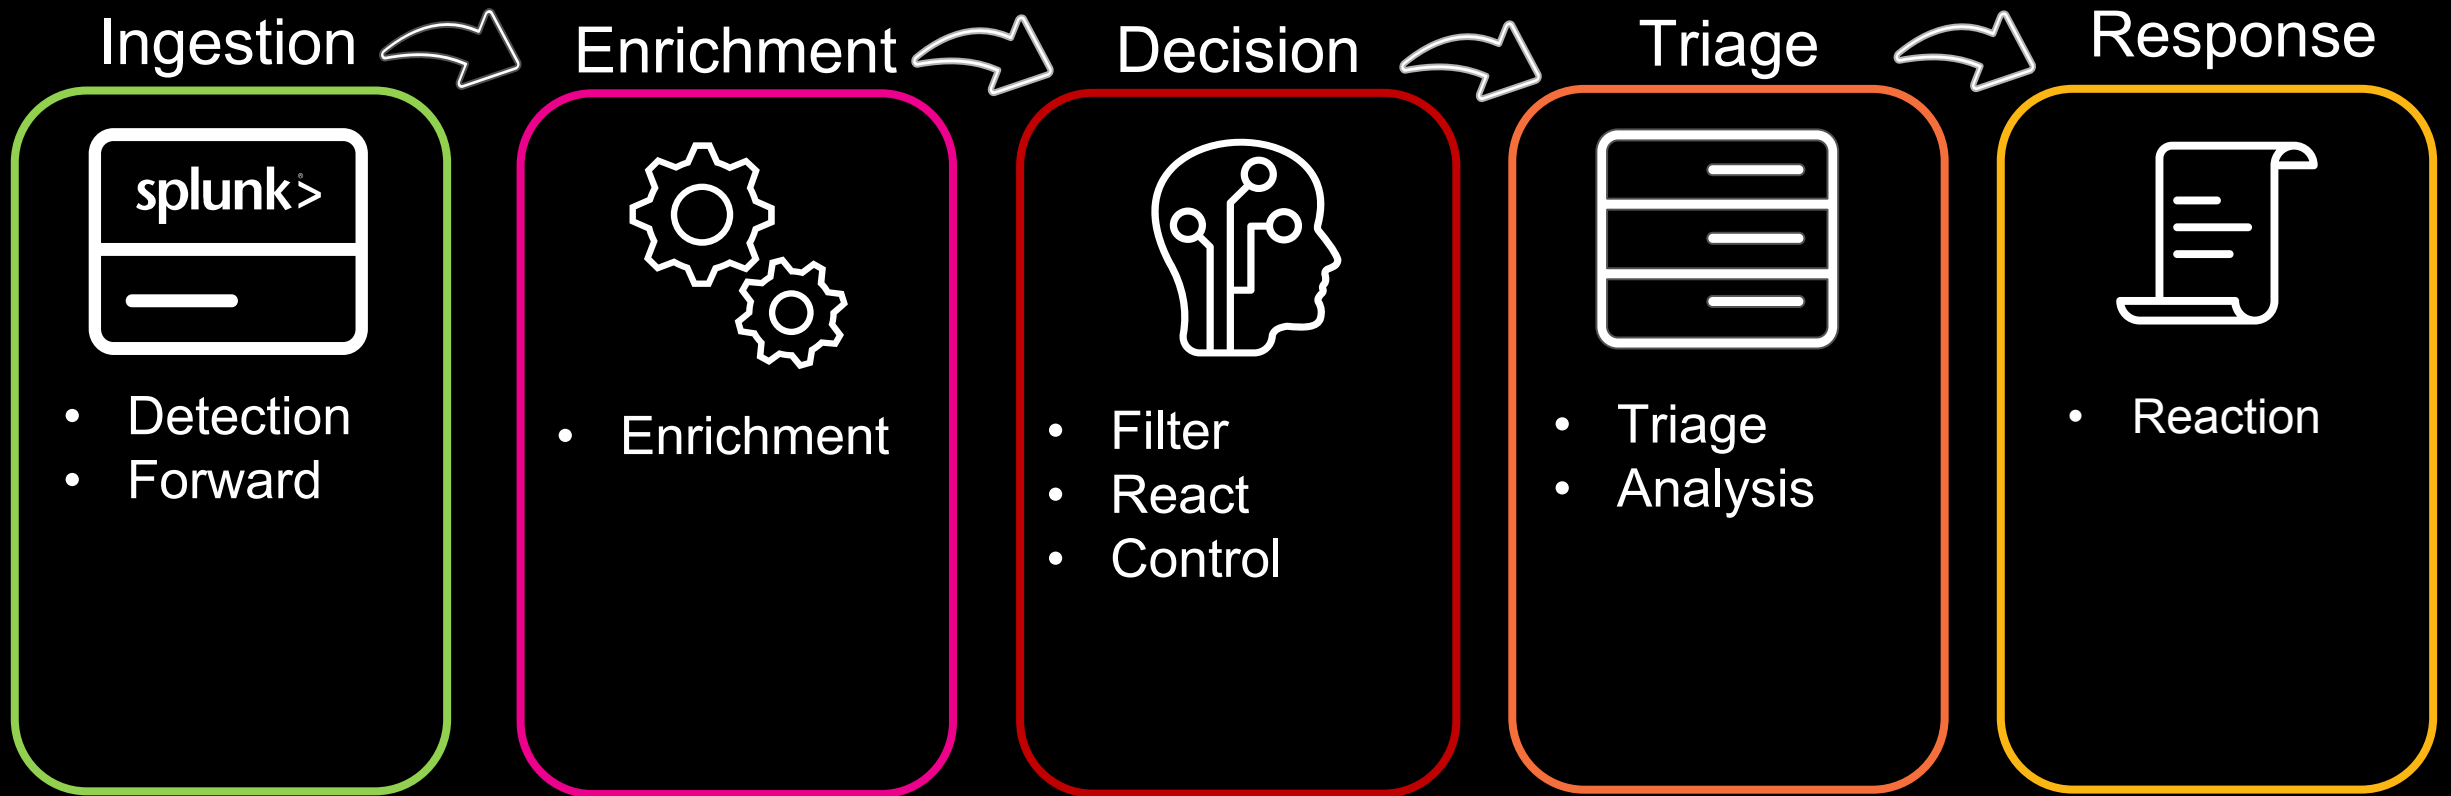 Ingestion
Enrichment
Decision
Triage
Response
splunk>®
• Detection
• Forward
• Enrichment
• Filter
• React
• Control
• Triage
• Analysis
• Reaction